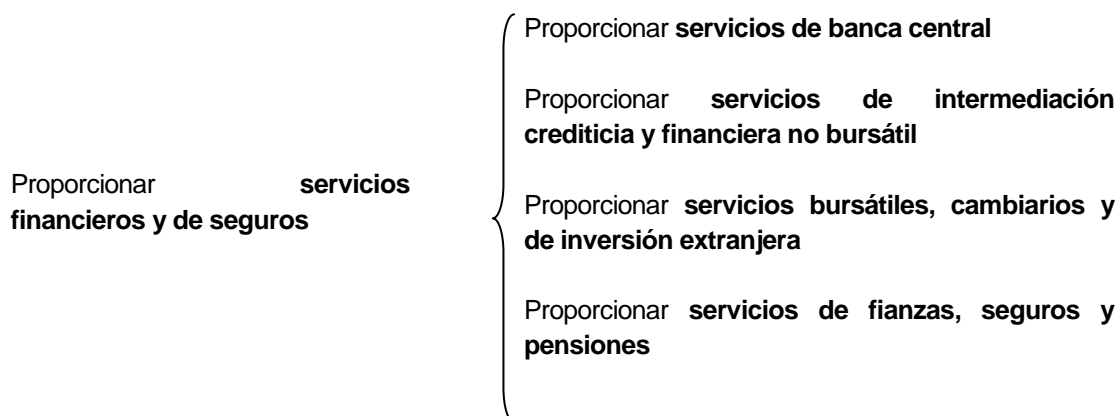 Proporcionar servicios
financieros y de seguros
Proporcionar servicios de banca central
Proporcionar servicios de intermediación
crediticia y financiera no bursátil
Proporcionar servicios bursátiles, cambiarios y
de inversión extranjera
Proporcionar servicios de fianzas, seguros y
pensiones